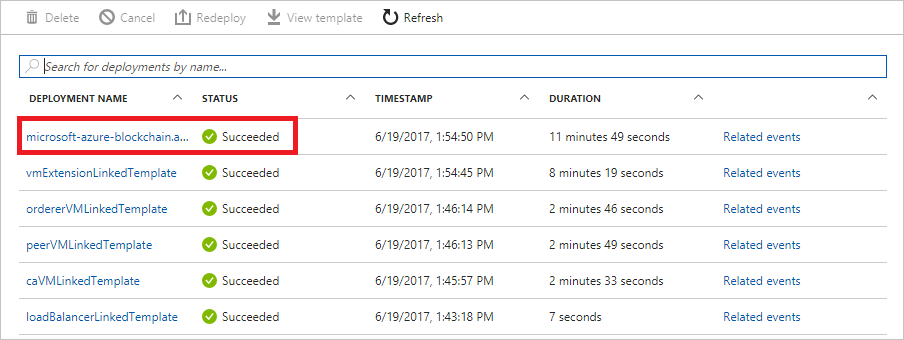 Delete Cancel Redeploy View template Refresh
Search for deployments by name...
DEPLOYMENT NAME STATUS TIMESTAMP DURATION
microsoft-azure-blockchain.a... Succeeded 6/19/2017, 1:54:50 PM 11 minutes 49 seconds Related events
vmExtensionLinkedTemplate Succeeded 6/19/2017, 1:54:45 PM 8 minutes 19 seconds Related events
ordererVMLinkedTemplate Succeeded 6/19/2017, 1:46:14 PM 2 minutes 46 seconds Related events
peerVMLinkedTemplate Succeeded 6/19/2017, 1:46:13 PM 2 minutes 49 seconds Related events
caVMLinkedTemplate Succeeded 6/19/2017, 1:45:57 PM 2 minutes 33 seconds Related events
loadBalancerLinkedTemplate Succeeded 6/19/2017, 1:43:18 PM 7 seconds Related events